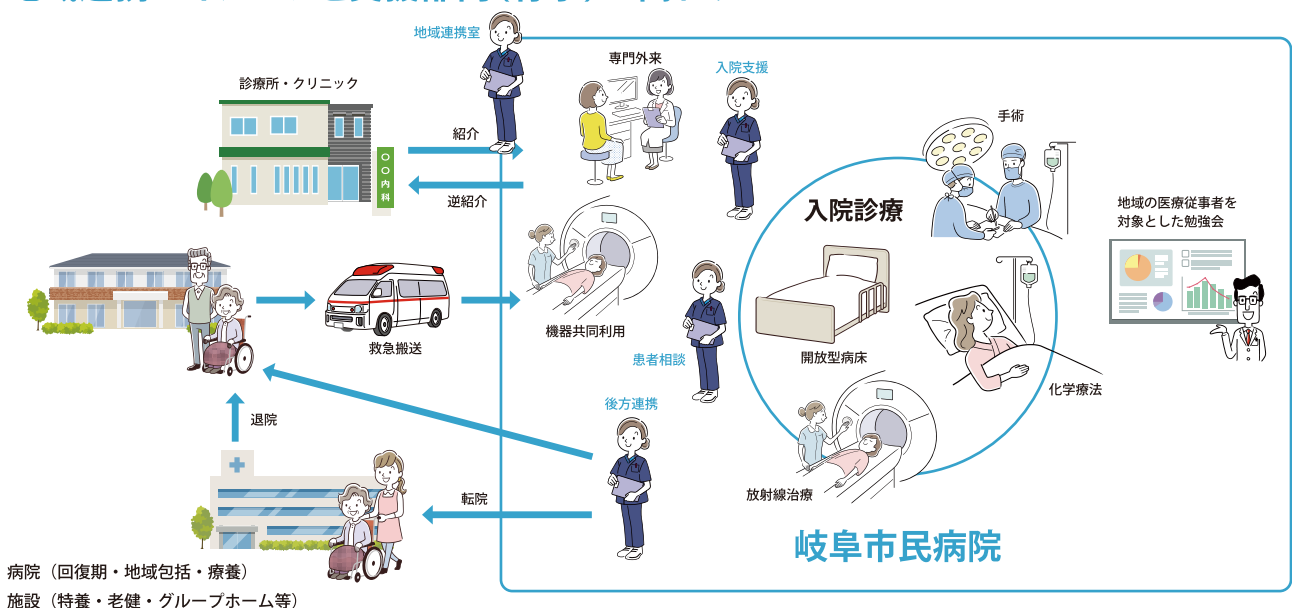 地域連携室
診療所・クリニック
〇〇内科
紹介
逆紹介
専門外来
入院支援
手術
入院診療
地域の医療従事者を
対象とした勉強会
救急搬送
機器共同利用
患者相談
開放型病床
化学療法
後方連携
退院
転院
放射線治療
岐阜市民病院
病院（回復期・地域包括・療養）
施設（特養・老健・グループホーム等）